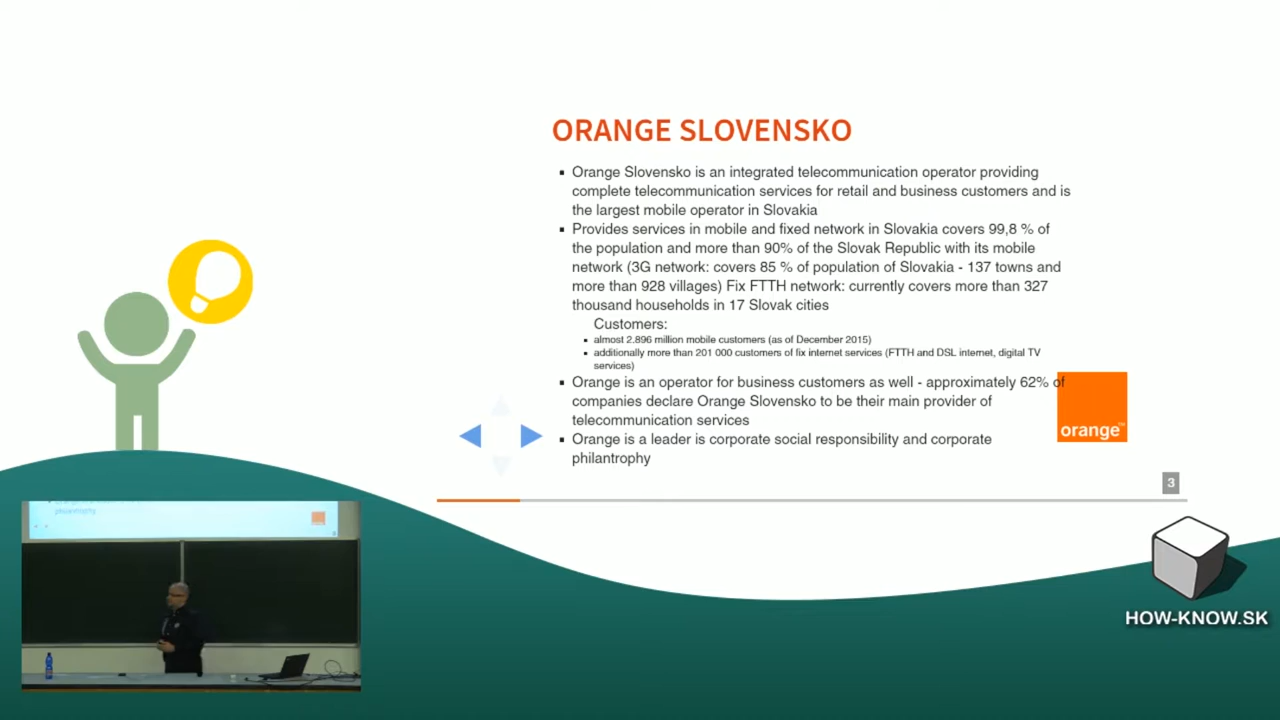 ORANGE SLOVENSKO
Orange Slovensko is an integrated telecommunication operator providing
complete telecommunication services for retail and business customers and is
the largest mobile operator in Slovakia
Provides services in mobile and fixed network in Slovakia covers 99,8 % of
the population and more than 90% of the Slovak Republic with its mobile
network (3G network: covers 85 % of population of Slovakia - 137 towns and
more than 928 villages) Fix FTTH network: currently covers more than 327
thousand households in 17 Slovak cities
Customers:
almost 2.896 million mobile customers (as of December 2015)
additionally more than 201 000 customers of fix internet services (FTTH and DSL internet, digital TV
services)
Orange is an operator for business customers as well - approximately 62% of
companies declare Orange Slovensko to be their main provider of
telecommunication services
Orange is a leader is corporate social responsibility and corporate
philantrophy
orange™
3
HOW-KNOW.SK